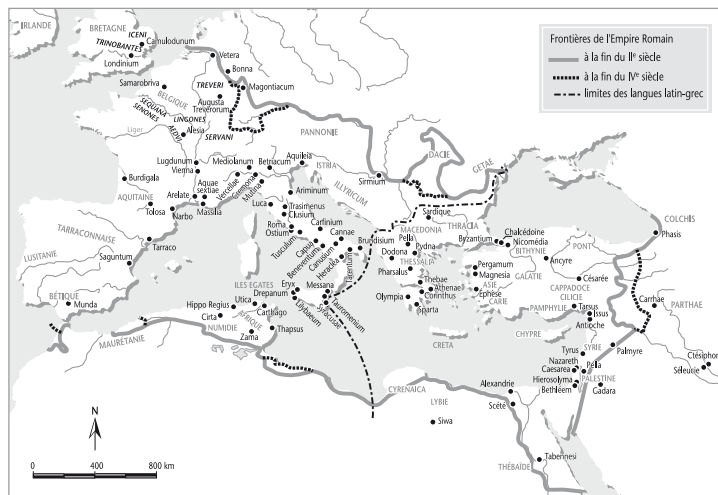 Frontières de l'Empire Romain
à la fin du IIe siècle
à la fin du IVe siècle
limites des langues latin-grec
IRLANDE
BRETAGNE
ICENI
TRINOBANTES
Camulodunum
Londinium
Vetera
Bonna
Samarobriva
BELGIQUE
TREVERI
Magontiacum
Augusta
Treverorum
SEQUANA
SENONES
LINGONES
AEDVI
Alesia
SERVANI
Liger
PANNONIE
DACIE
GETAE
Lugdunum
Vienna
Mediolanum
Betriacum
Aquileia
ISTRIA
ILLYRICUM
Sirmium
Burdigala
AQUITAINE
Tolosa
Narbo
Arelate
Aquae
sextiae
Massilia
Vercellae
Cremona
Mutina
Luca
Ariminum
Trasimenus
Clusium
Roma
Ostium
Tusculum
Carfinium
Capua
Beneventum
Cannae
Canusium
Heraclea
Tarentum
Brundisium
Sardique
MACEDONIA
THRACIA
Pella
Pydna
Dodona
THESSALIA
Pharsalus
Thebae
Athenae
Corinthus
Olympia
Sparta
Byzantium
Chalcédoine
Nicomédia
BITHYNIE
PONT
Ancyre
GALATIE
COLCHIS
Phasis
Pergamum
Magnesia
ASIE
Ephèse
CARIE
Césarée
CAPPADOCE
CILICIE
PAMPHYLIE
Tarsus
Issus
Antioche
Carrhae
PARTHAE
TARRACONNAISE
Tarraco
LUSITANIE
Saguntum
BÉTIQUE
Munda
MAURÉTANIE
ILES EGATES
Eryx
Drepanum
Lilybaeum
Messana
Tauromenium
Syracuse
Hippo Regius
Utica
Carthago
Cirta
NUMIDIE
AFRIQUE
Zama
Thapsus
CRETA
CHYPRE
SYRIE
Palmyre
Tyrus
Nazareth
Caesarea
Hierosolyma
Bethléem
Pélla
PALESTINE
Gadara
Ctésiphon
Séleucie
CYRENAICA
LYBIE
Alexandrie
Scété
Siwa
THÉBAÏDE
Tabennesi
N
0 400 800 km